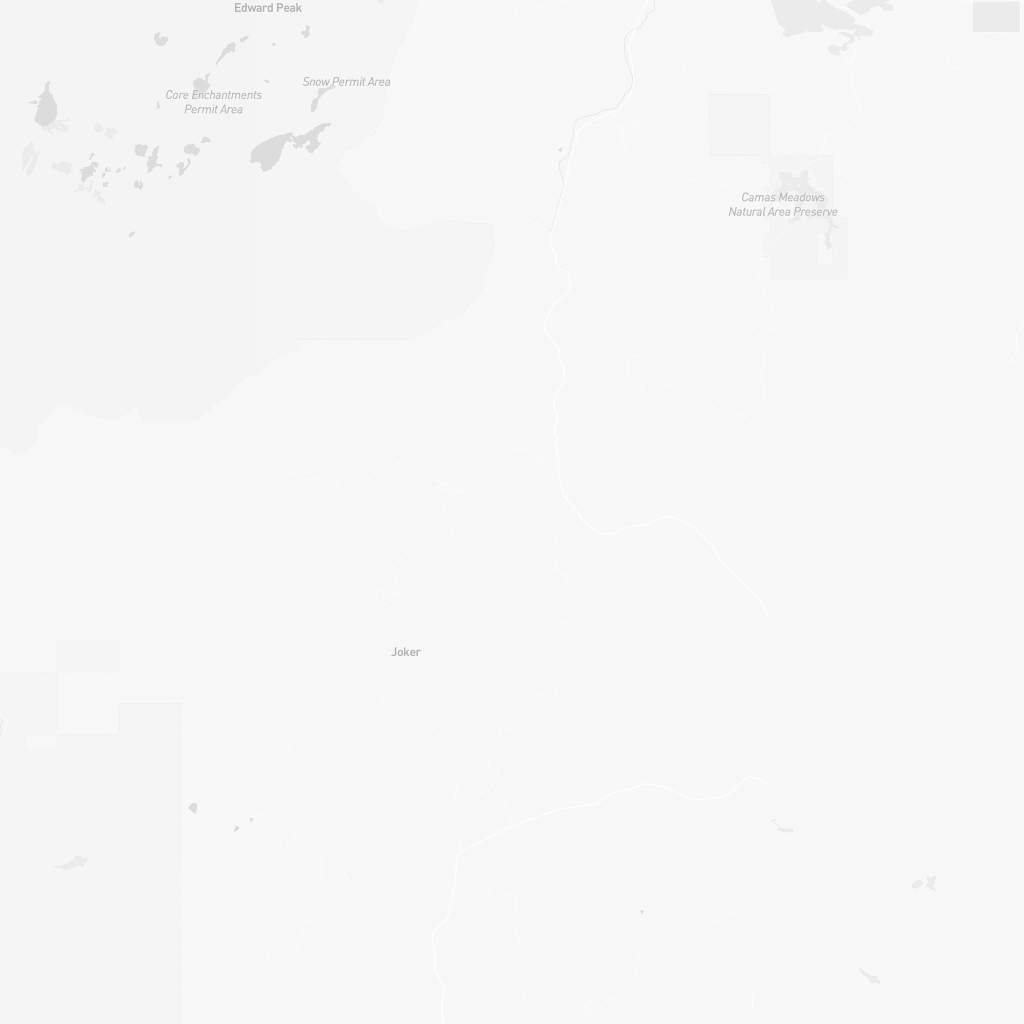 Edward Peak
Snow Permit Area
Core Enchantments
Permit Area
Camas Meadows
Natural Area Preserve
Joker